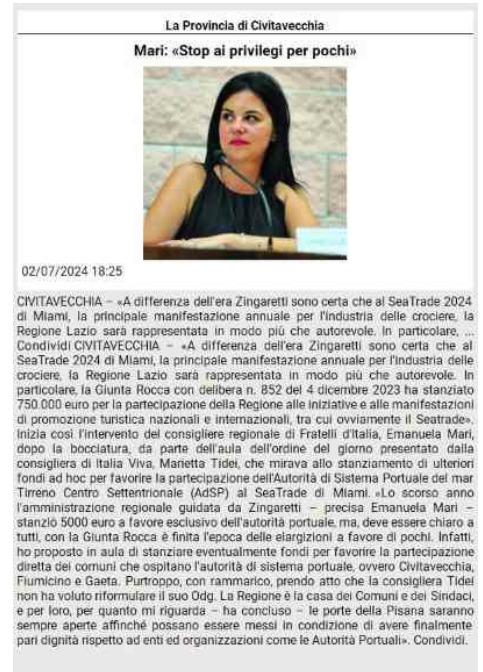 La Provincia di Civitavecchia
Mari: «Stop ai privilegi per pochi»
02/07/2024 18:25
CIVITAVECCHIA – «A differenza dell'era Zingaretti sono certa che al SeaTrade 2024
di Miami, la principale manifestazione annuale per l'industria delle crociere, la
Regione Lazio sarà rappresentata in modo più che autorevole. In particolare, ...
Condividi CIVITAVECCHIA – «A differenza dell'era Zingaretti sono certa che al
SeaTrade 2024 di Miami, la principale manifestazione annuale per l'industria delle
crociere, la Regione Lazio sarà rappresentata in modo più che autorevole. In
particolare, la Giunta Rocca con delibera n. 852 del 4 dicembre 2023 ha stanziato
750.000 euro per la partecipazione della Regione alle iniziative e alle manifestazioni
di promozione turistica nazionali e internazionali, tra cui ovviamente il Seatrade».
Inizia così l'intervento del consigliere regionale di Fratelli d'Italia, Emanuela Mari,
dopo la bocciatura, da parte dell'aula dell'ordine del giorno presentato dalla
consigliera di Italia Viva, Marietta Tidei, che mirava allo stanziamento di ulteriori
fondi ad hoc per favorire la partecipazione dell'Autorità di Sistema Portuale del mar
Tirreno Centro Settentrionale (AdSP) al SeaTrade di Miami. «Lo scorso anno
l'amministrazione regionale guidata da Zingaretti – precisa Emanuela Mari –
stanziò 5000 euro a favore esclusivo dell'autorità portuale, ma, deve essere chiaro a
tutti, con la Giunta Rocca è finita l'epoca delle elargizioni a favore di pochi. Infatti,
ho proposto in aula di stanziare eventualmente fondi per favorire la partecipazione
diretta dei comuni che ospitano l'autorità di sistema portuale, ovvero Civitavecchia,
Fiumicino e Gaeta. Purtroppo, con rammarico, prendo atto che la consigliera Tidei
non ha voluto riformulare il suo Odg. La Regione è la casa dei Comuni e dei Sindaci,
e per loro, per quanto mi riguarda – ha concluso – le porte della Pisana saranno
sempre aperte affinché possano essere messi in condizione di avere finalmente
pari dignità rispetto ad enti ed organizzazioni come le Autorità Portuali». Condividi.